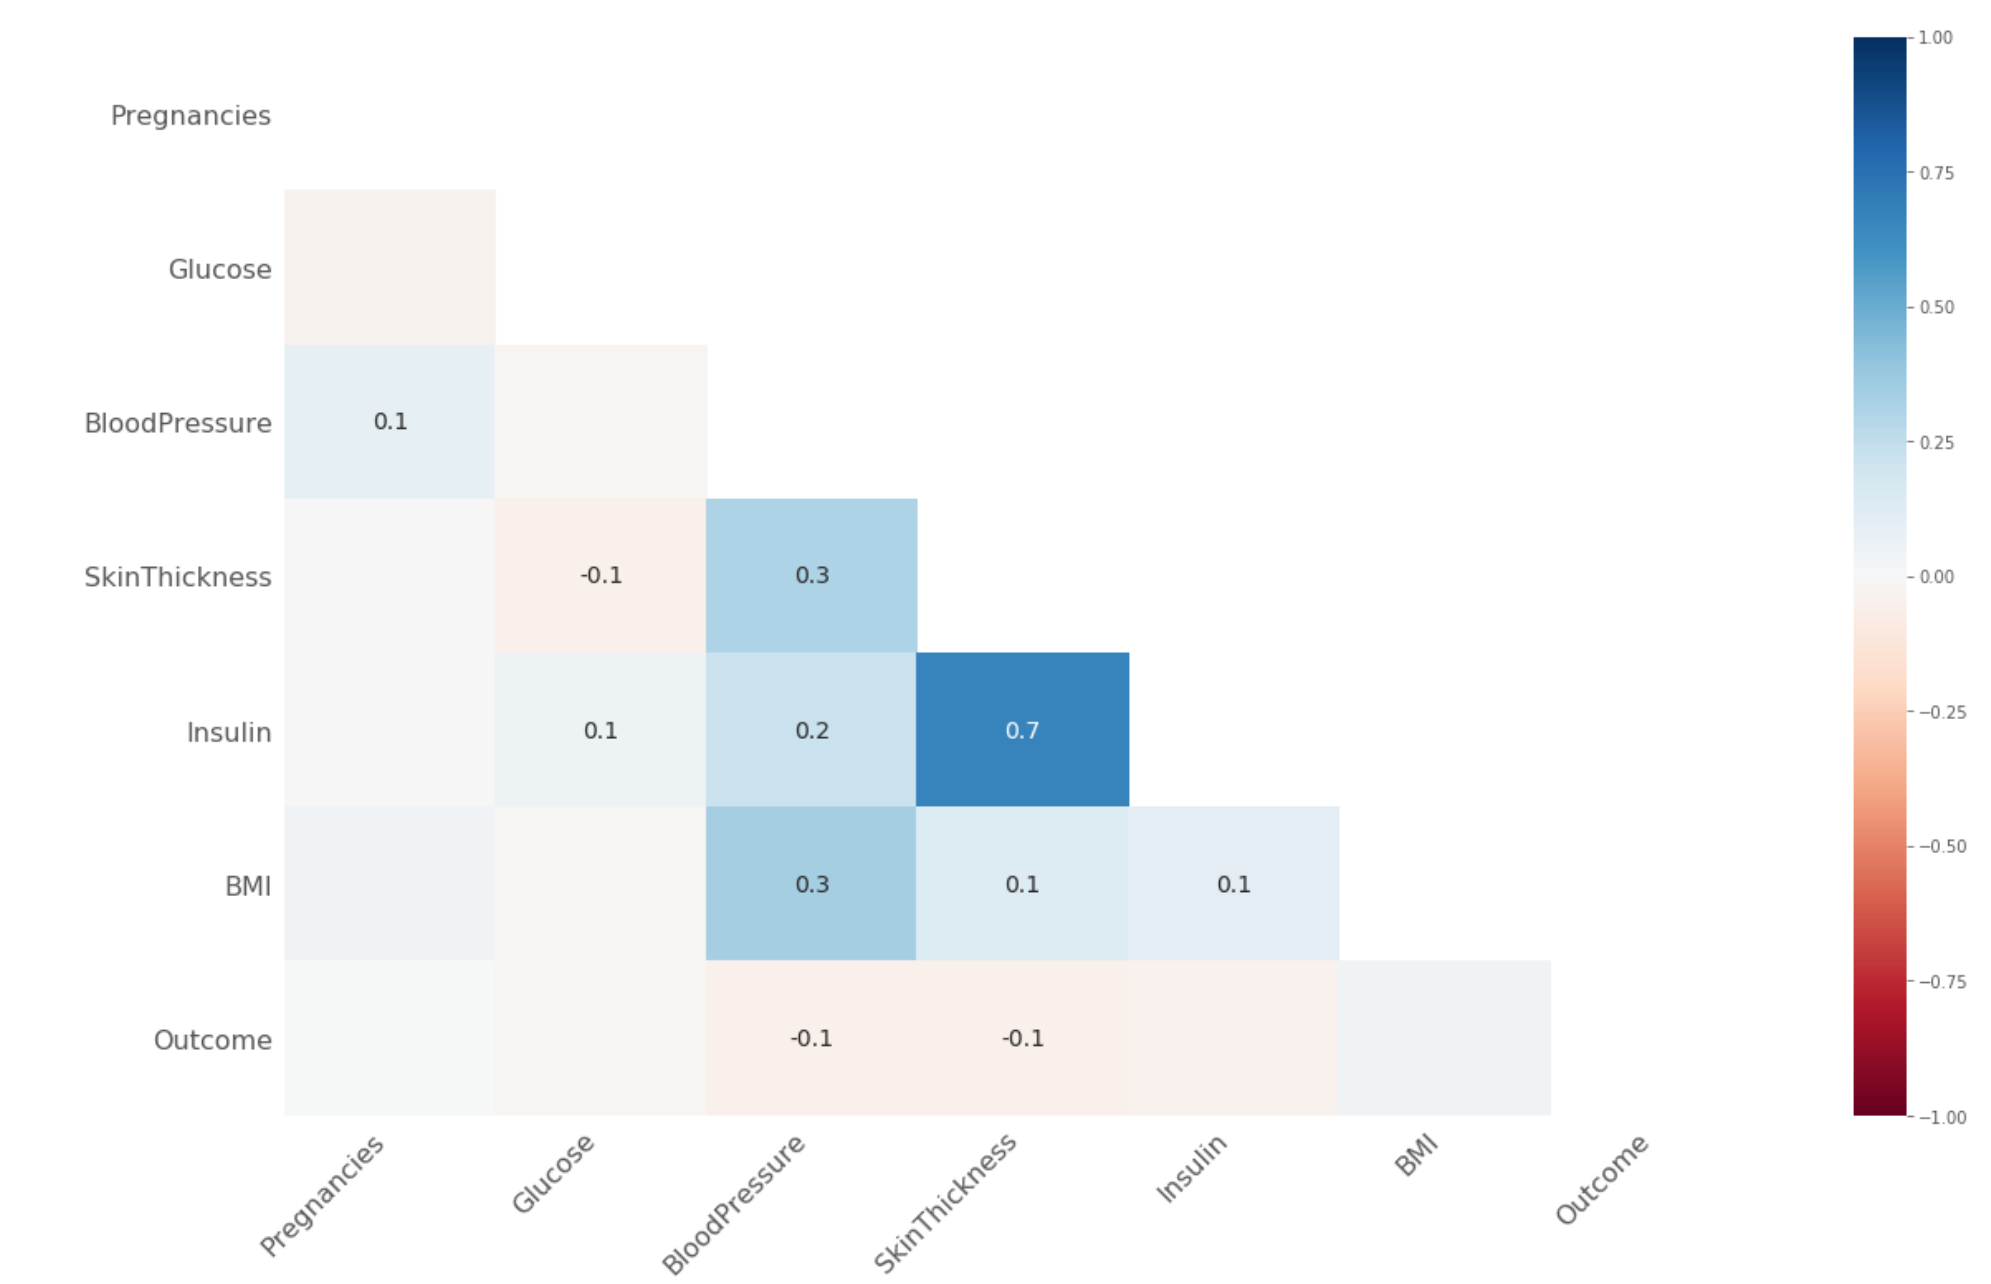 1.00
Pregnancies
0.75
Glucose
0.50
BloodPressure 0.1
0.25
SkinThickness -0.1 0.3
0.00
Insulin 0.1 0.2 0.7
−0.25
BMI 0.3 0.1 0.1
−0.50
−0.75
Outcome -0.1 -0.1
−1.00
Pregnancies Glucose BloodPressure SkinThickness Insulin BMI Outcome